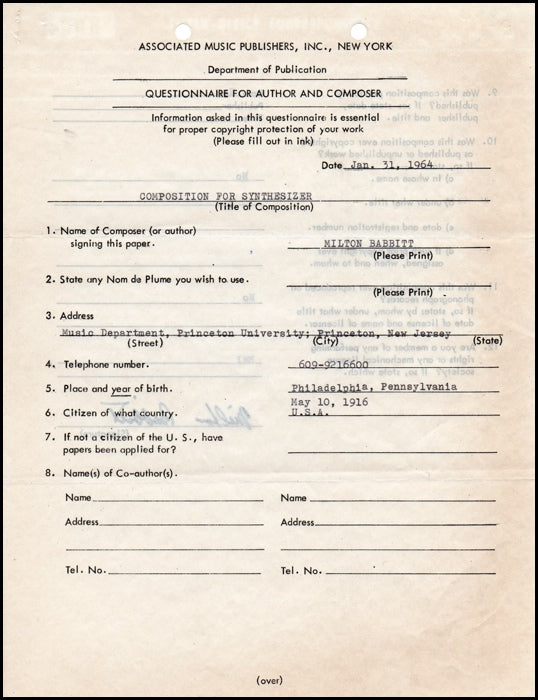 ASSOCIATED MUSIC PUBLISHERS, INC., NEW YORK
Department of Publication
QUESTIONNAIRE FOR AUTHOR AND COMPOSER
Information asked in this questionnaire is essential
for proper copyright protection of your work
(Please fill out in ink)
Date Jan. 31, 1964
COMPOSITION FOR SYNTHESIZER
(Title of Composition)
1. Name of Composer (or author)
signing this paper. MILTON BABBITT
(Please Print)
2. State any Nom de Plume you wish to use.
(Please Print)
3. Address
Music Department, Princeton University; Princeton, New Jersey
(Street) (City) (State)
4. Telephone number. 609-9216600
5. Place and year of birth. Philadelphia, Pennsylvania
May 10, 1916
6. Citizen of what country. U.S.A.
7. If not a citizen of the U. S., have
papers been applied for?
8. Name(s) of Co-author(s).
Name Name
Address Address
Tel. No. Tel. No.
(over)